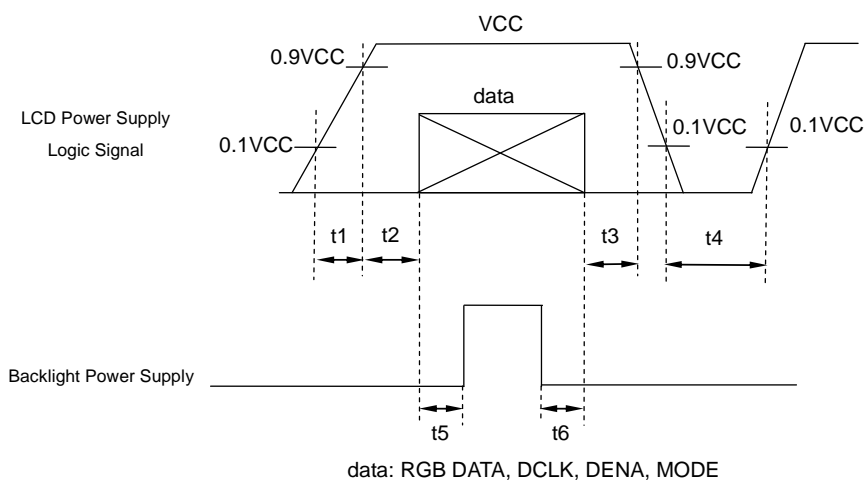 VCC
0.9VCC
0.9VCC
data
LCD Power Supply
Logic Signal
0.1VCC
0.1VCC
0.1VCC
t1
t2
t3
t4
Backlight Power Supply
t5
t6
data: RGB DATA, DCLK, DENA, MODE